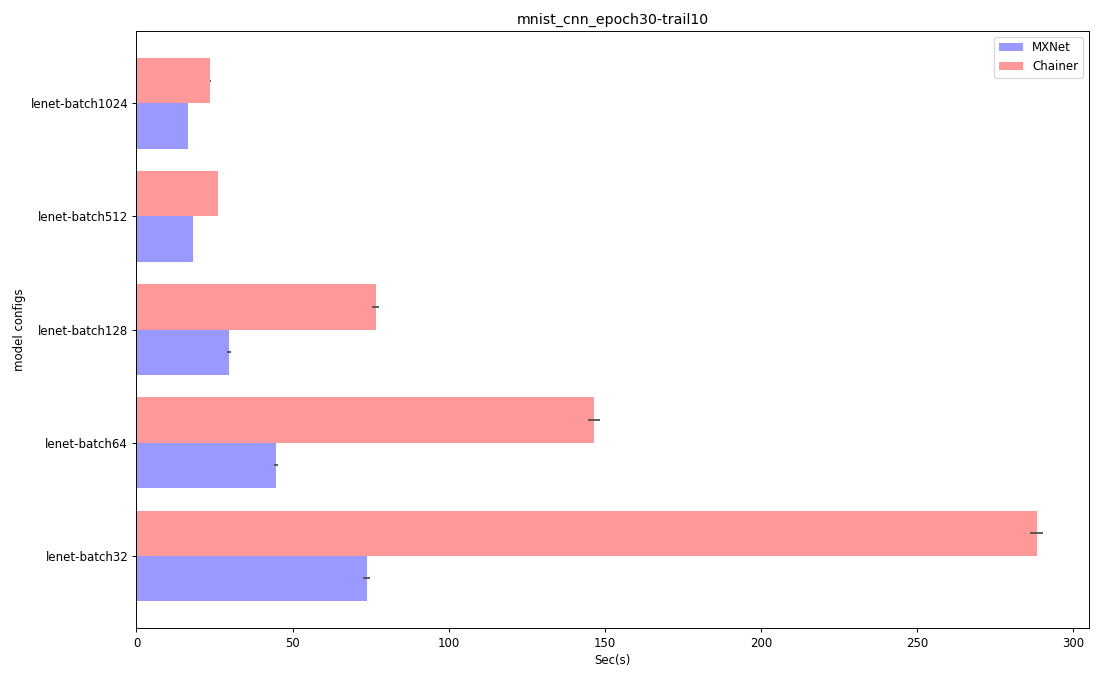 mnist_cnn_epoch30-trail10
MXNet
Chainer
lenet-batch1024
lenet-batch512
lenet-batch128
lenet-batch64
lenet-batch32
model configs
0 50 100 150 200 250 300
Sec(s)